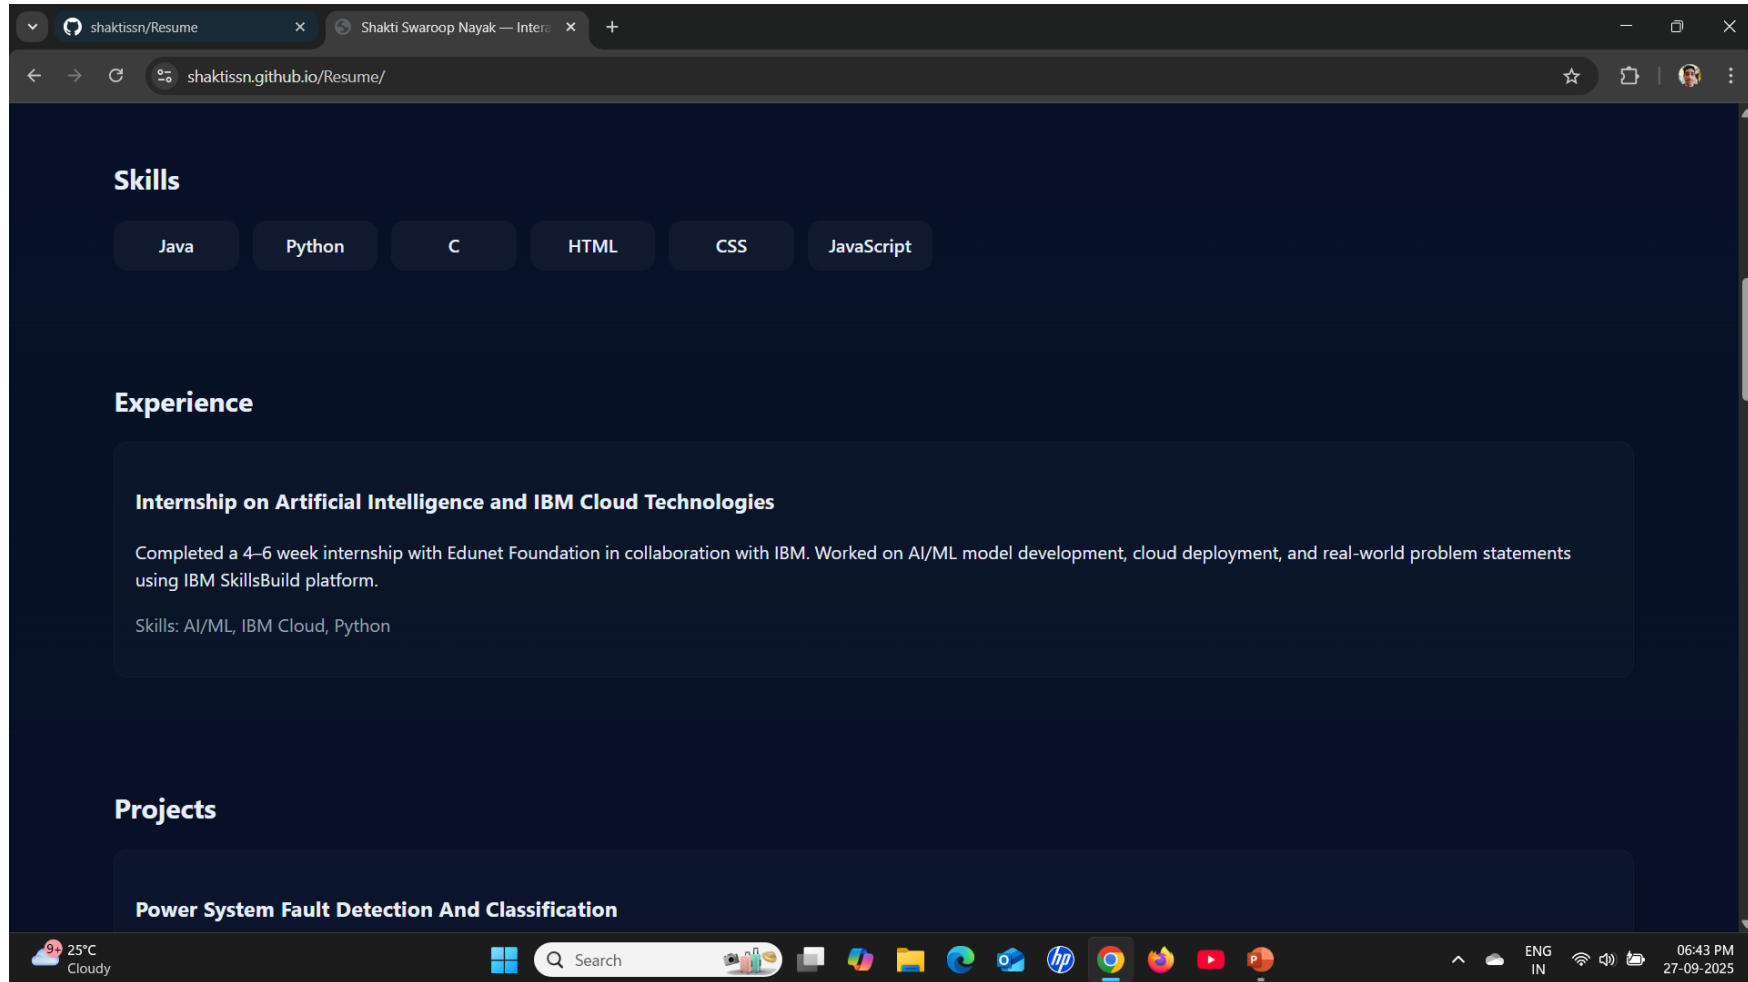 shaktissn/Resume
Shakti Swaroop Nayak — Intera
shaktissn.github.io/Resume/
Skills
Java Python C HTML CSS JavaScript
Experience
Internship on Artificial Intelligence and IBM Cloud Technologies
Completed a 4–6 week internship with Edunet Foundation in collaboration with IBM. Worked on AI/ML model development, cloud deployment, and real-world problem statements
using IBM SkillsBuild platform.
Skills: AI/ML, IBM Cloud, Python
Projects
Power System Fault Detection And Classification
9+
25°C
Cloudy
Search
hp
P
ENG
IN
06:43 PM
27-09-2025